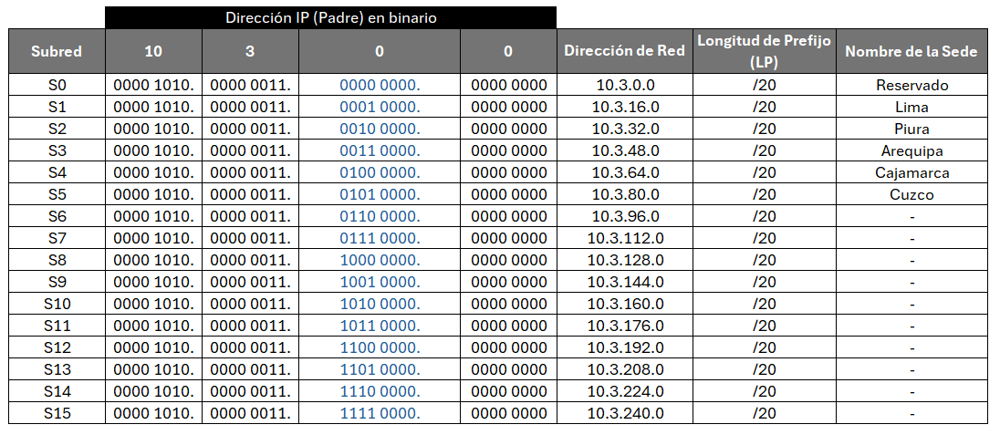 Dirección IP (Padre) en binario
Subred 10 3 0 0 Dirección de Red Longitud de Prefijo (LP) Nombre de la Sede
S0 0000 1010. 0000 0011. 0000 0000. 0000 0000 10.3.0.0 /20 Reservado
S1 0000 1010. 0000 0011. 0001 0000. 0000 0000 10.3.16.0 /20 Lima
S2 0000 1010. 0000 0011. 0010 0000. 0000 0000 10.3.32.0 /20 Piura
S3 0000 1010. 0000 0011. 0011 0000. 0000 0000 10.3.48.0 /20 Arequipa
S4 0000 1010. 0000 0011. 0100 0000. 0000 0000 10.3.64.0 /20 Cajamarca
S5 0000 1010. 0000 0011. 0101 0000. 0000 0000 10.3.80.0 /20 Cuzco
S6 0000 1010. 0000 0011. 0110 0000. 0000 0000 10.3.96.0 /20 -
S7 0000 1010. 0000 0011. 0111 0000. 0000 0000 10.3.112.0 /20 -
S8 0000 1010. 0000 0011. 1000 0000. 0000 0000 10.3.128.0 /20 -
S9 0000 1010. 0000 0011. 1001 0000. 0000 0000 10.3.144.0 /20 -
S10 0000 1010. 0000 0011. 1010 0000. 0000 0000 10.3.160.0 /20 -
S11 0000 1010. 0000 0011. 1011 0000. 0000 0000 10.3.176.0 /20 -
S12 0000 1010. 0000 0011. 1100 0000. 0000 0000 10.3.192.0 /20 -
S13 0000 1010. 0000 0011. 1101 0000. 0000 0000 10.3.208.0 /20 -
S14 0000 1010. 0000 0011. 1110 0000. 0000 0000 10.3.224.0 /20 -
S15 0000 1010. 0000 0011. 1111 0000. 0000 0000 10.3.240.0 /20 -